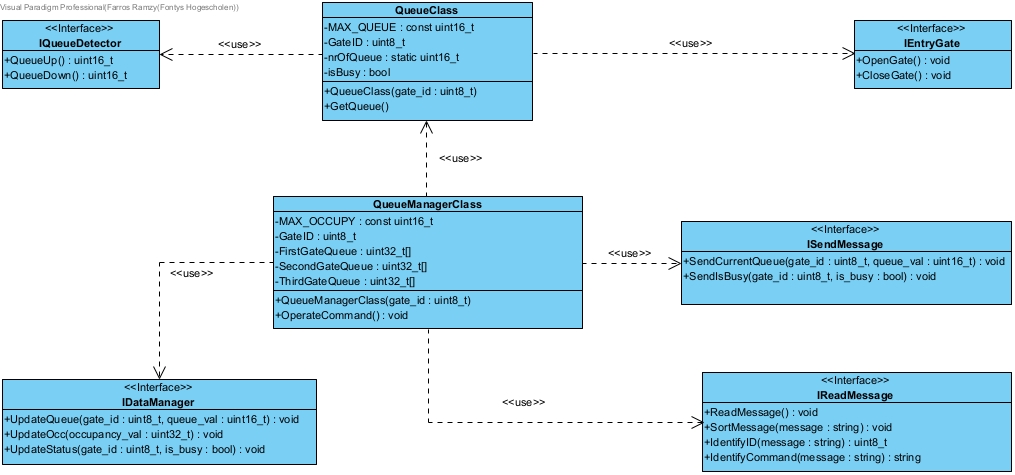 Visual Paradigm Professional(Farros Ramzy(Fontys Hogescholen))
<<Interface>>
IQueueDetector
+QueueUp() : uint16_t
+QueueDown() : uint16_t
<<use>>
QueueClass
-MAX_QUEUE : const uint16_t
-GateID : uint8_t
-nrOfQueue : static uint16_t
-isBusy : bool
+QueueClass(gate_id : uint8_t)
+GetQueue()
<<use>>
<<Interface>>
IEntryGate
+OpenGate() : void
+CloseGate() : void
<<use>>
QueueManagerClass
-MAX_OCCUPY : const uint16_t
-GateID : uint8_t
-FirstGateQueue : uint32_t[]
-SecondGateQueue : uint32_t[]
-ThirdGateQueue : uint32_t[]
+QueueManagerClass(gate_id : uint8_t)
+OperateCommand() : void
<<use>>
<<Interface>>
ISendMessage
+SendCurrentQueue(gate_id : uint8_t, queue_val : uint16_t) : void
+SendIsBusy(gate_id : uint8_t, is_busy : bool) : void
<<use>>
<<Interface>>
IDataManager
+UpdateQueue(gate_id : uint8_t, queue_val : uint16_t) : void
+UpdateOcc(occupancy_val : uint32_t) : void
+UpdateStatus(gate_id : uint8_t, is_busy : bool) : void
<<use>>
<<Interface>>
IReadMessage
+ReadMessage() : void
+SortMessage(message : string) : void
+IdentifyID(message : string) : uint8_t
+IdentifyCommand(message : string) : string